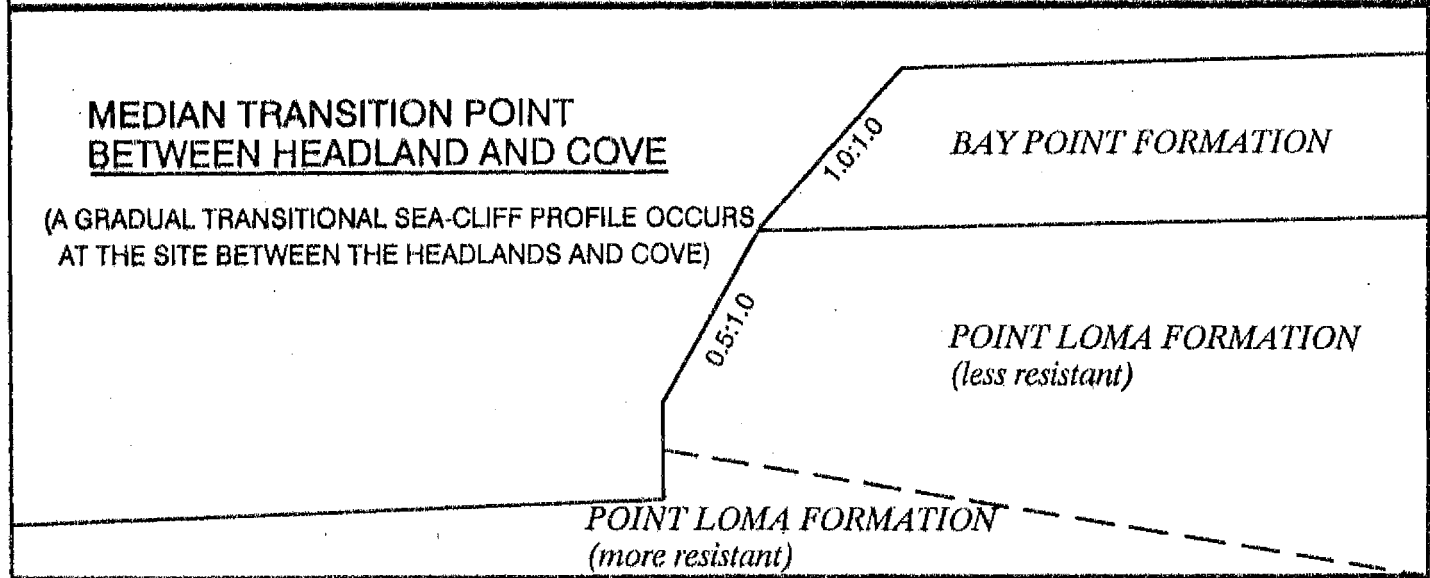 MEDIAN TRANSITION POINT
BETWEEN HEADLAND AND COVE
(A GRADUAL TRANSITIONAL SEA-CLIFF PROFILE OCCURS
AT THE SITE BETWEEN THE HEADLANDS AND COVE)
1.0:1.0
BAY POINT FORMATION
0.5:1.0
POINT LOMA FORMATION
(less resistant)
POINT LOMA FORMATION
(more resistant)